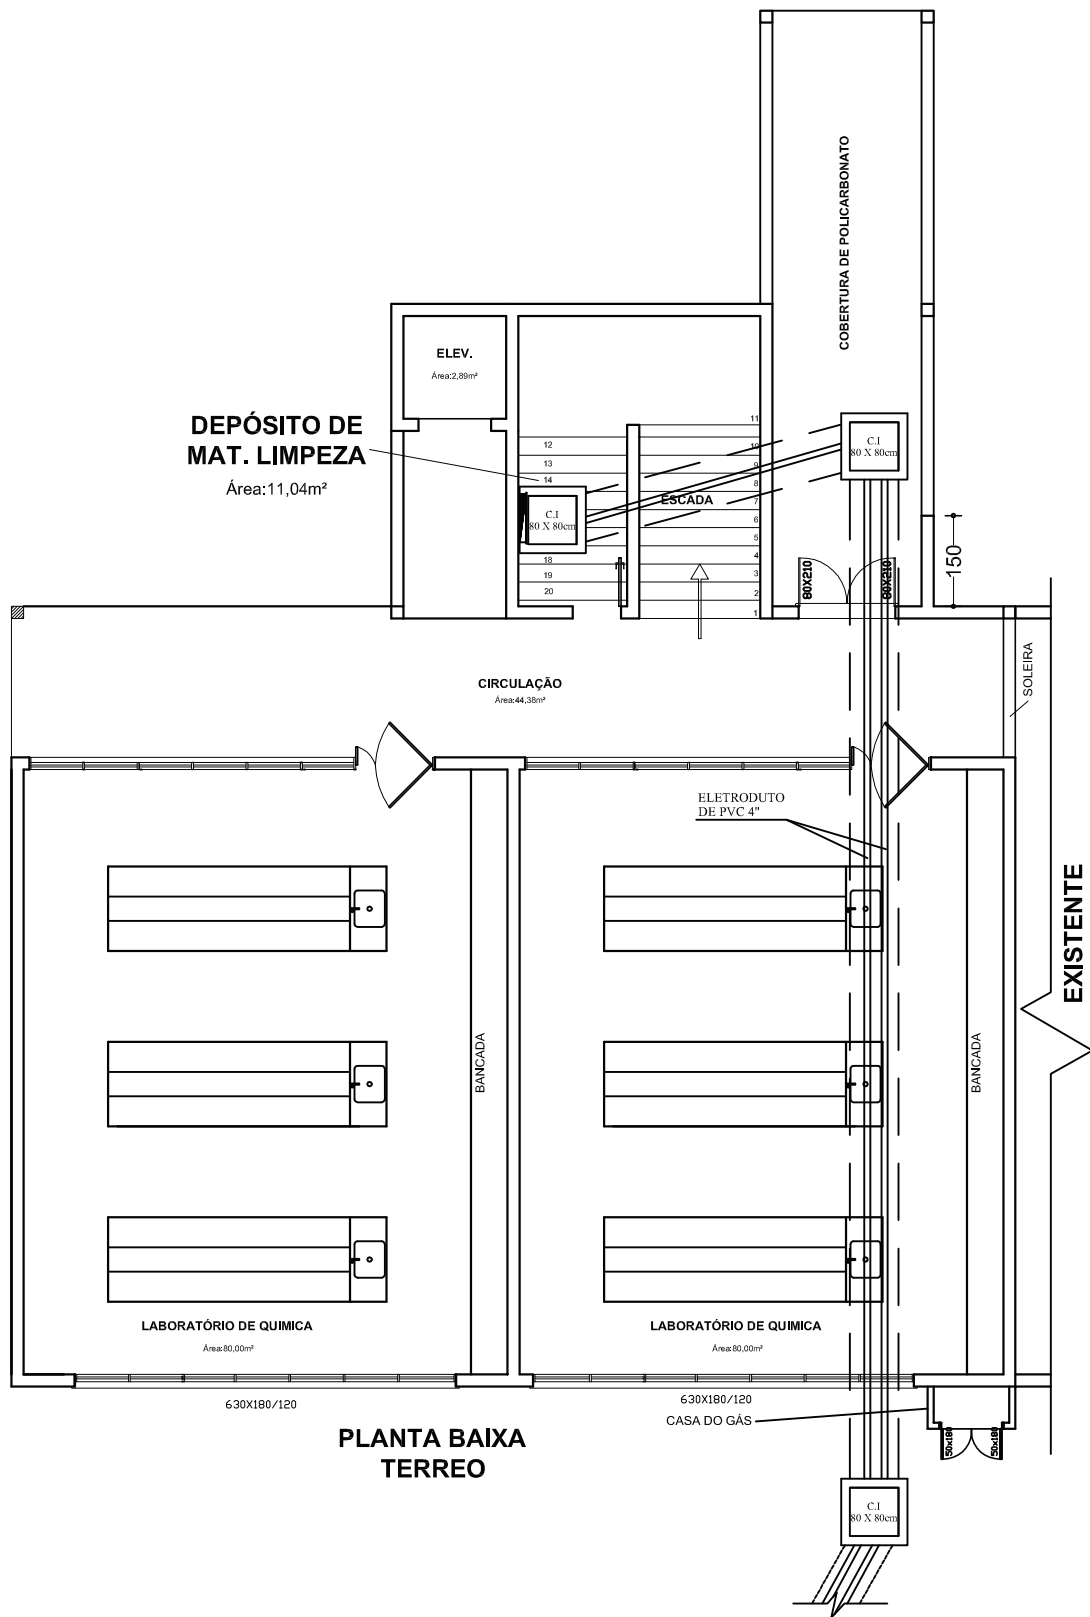 COBERTURA DE POLICARBONATO
ELEV.
Área:2,89m²
DEPÓSITO DE
MAT. LIMPEZA
Área:11,04m²
11
10
9
8
7
6
5
4
3
2
1
12
13
14
18
19
20
C.I
80 X 80cm
C.I
80 X 80cm
ESCADA
80X210
80X210
150
CIRCULAÇÃO
Área:44,38m²
SOLEIRA
ELETRODUTO
DE PVC 4"
EXISTENTE
BANCADA
BANCADA
LABORATÓRIO DE QUIMICA
Área:80,00m²
LABORATÓRIO DE QUIMICA
Área:80,00m²
630X180/120
630X180/120
CASA DO GÁS
50x180
50x180
PLANTA BAIXA
TERREO
C.I
80 X 80cm